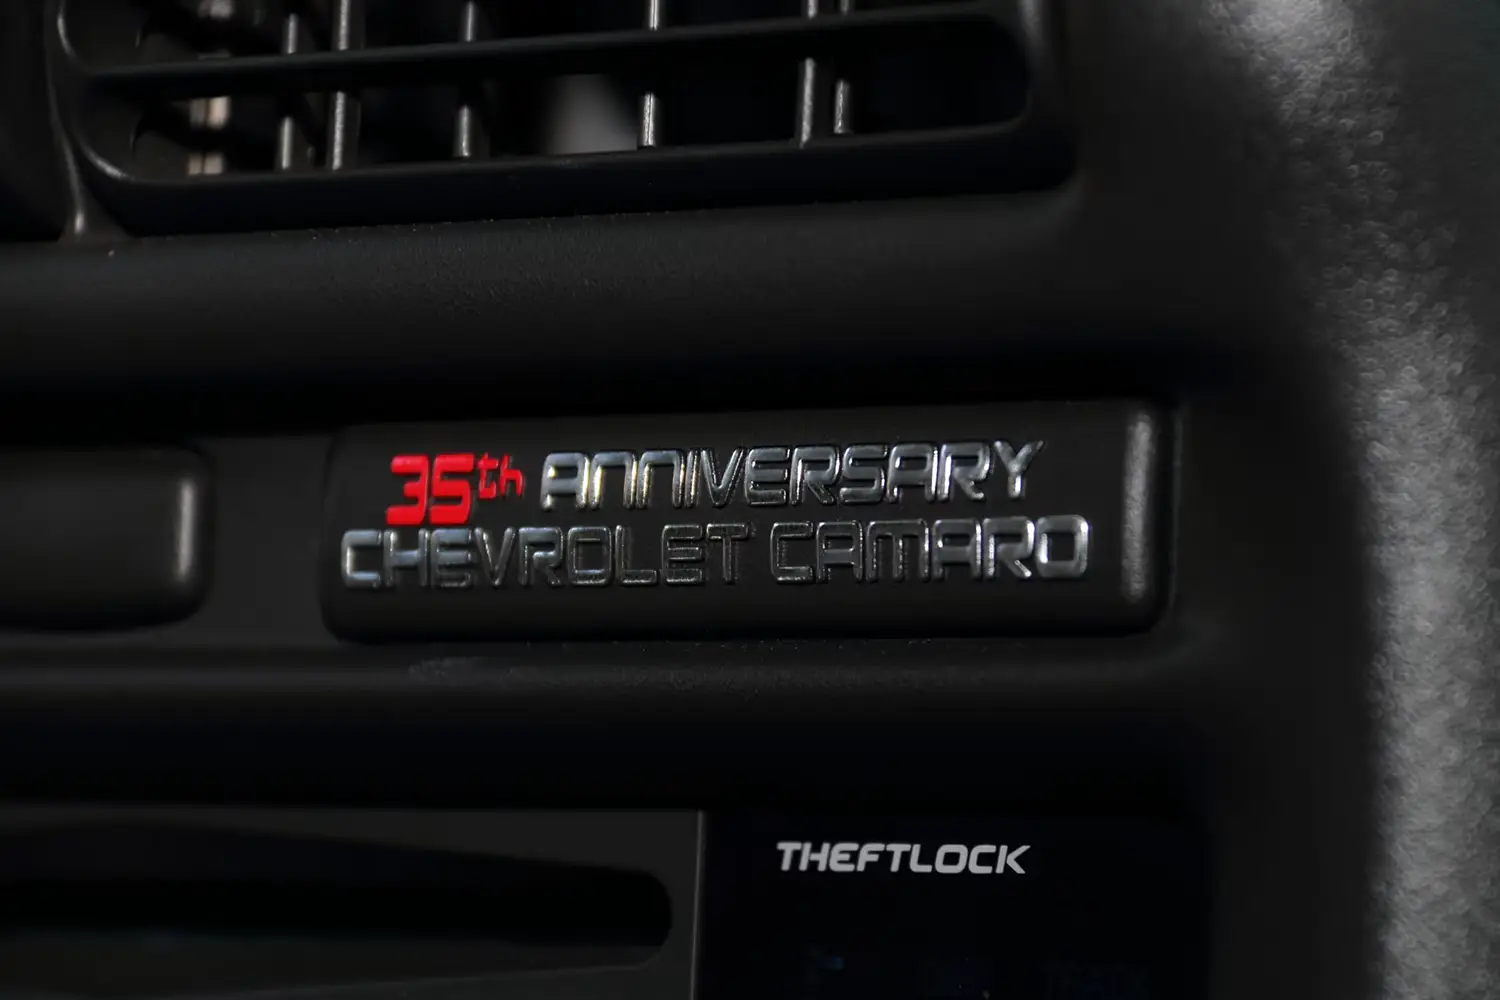 35th ANNIVERSARY
CHEVROLET CAMARO
THEFTLOCK